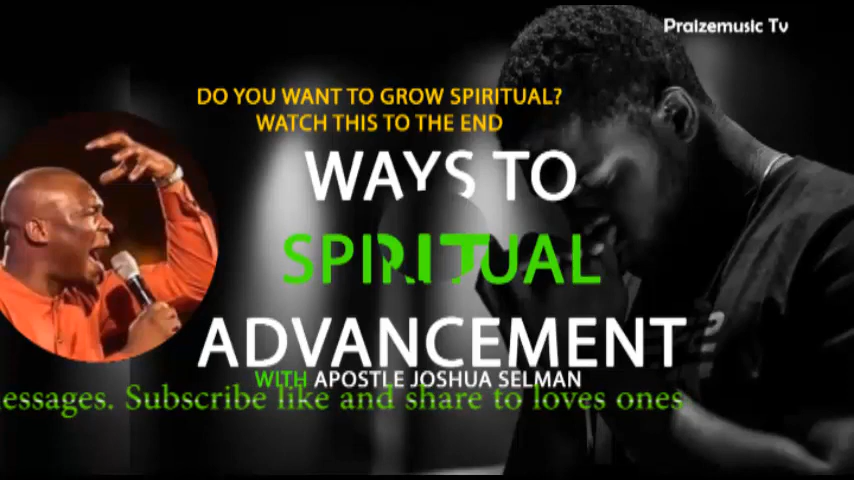 Praizemusic Tv
DO YOU WANT TO GROW SPIRITUAL?
WATCH THIS TO THE END
WAYS TO
SPIRITUAL
ADVANCEMENT
WITH APOSTLE JOSHUA SELMAN
essages. Subscribe like and share to loves ones